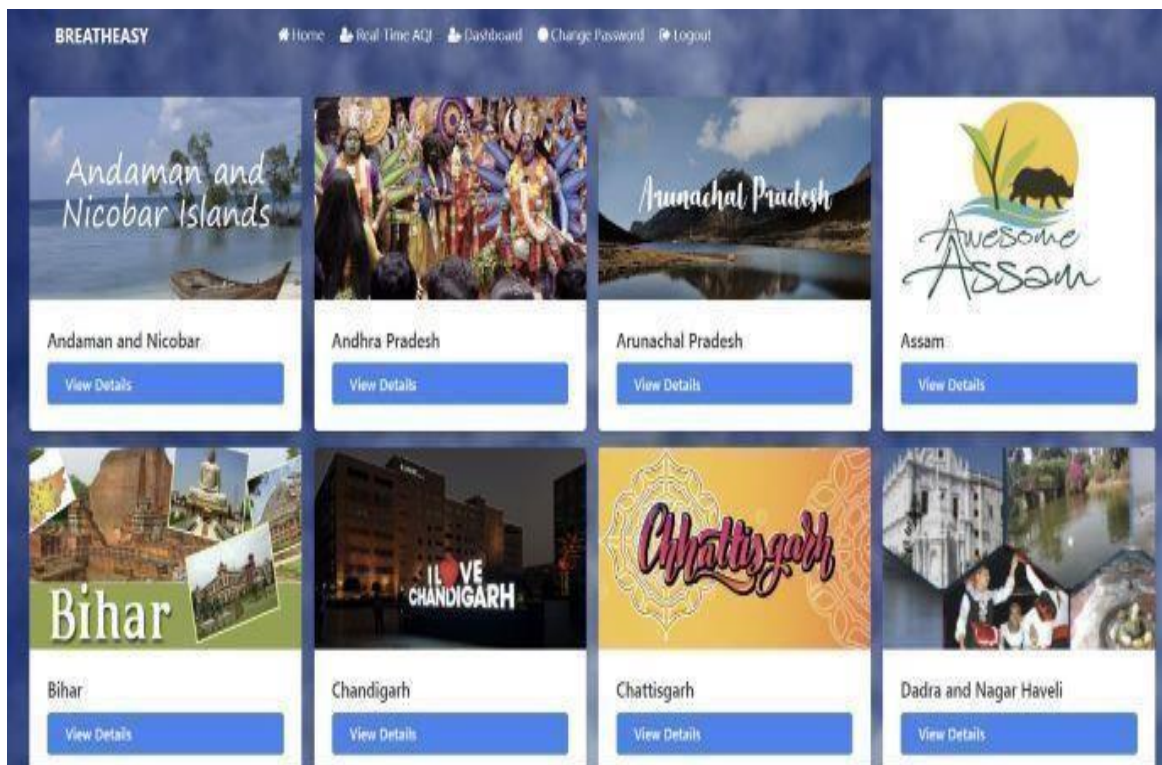 BREATHEASY Home Real Time AQI Dashboard Change Password Logout
Andaman and
Nicobar Islands
Arunachal Pradesh
Awesome
Assam
Andaman and Nicobar
View Details
Andhra Pradesh
View Details
Arunachal Pradesh
View Details
Assam
View Details
Bihar
I LOVE
CHANDIGARH
Chhattisgarh
Bihar
View Details
Chandigarh
View Details
Chattisgarh
View Details
Dadra and Nagar Haveli
View Details